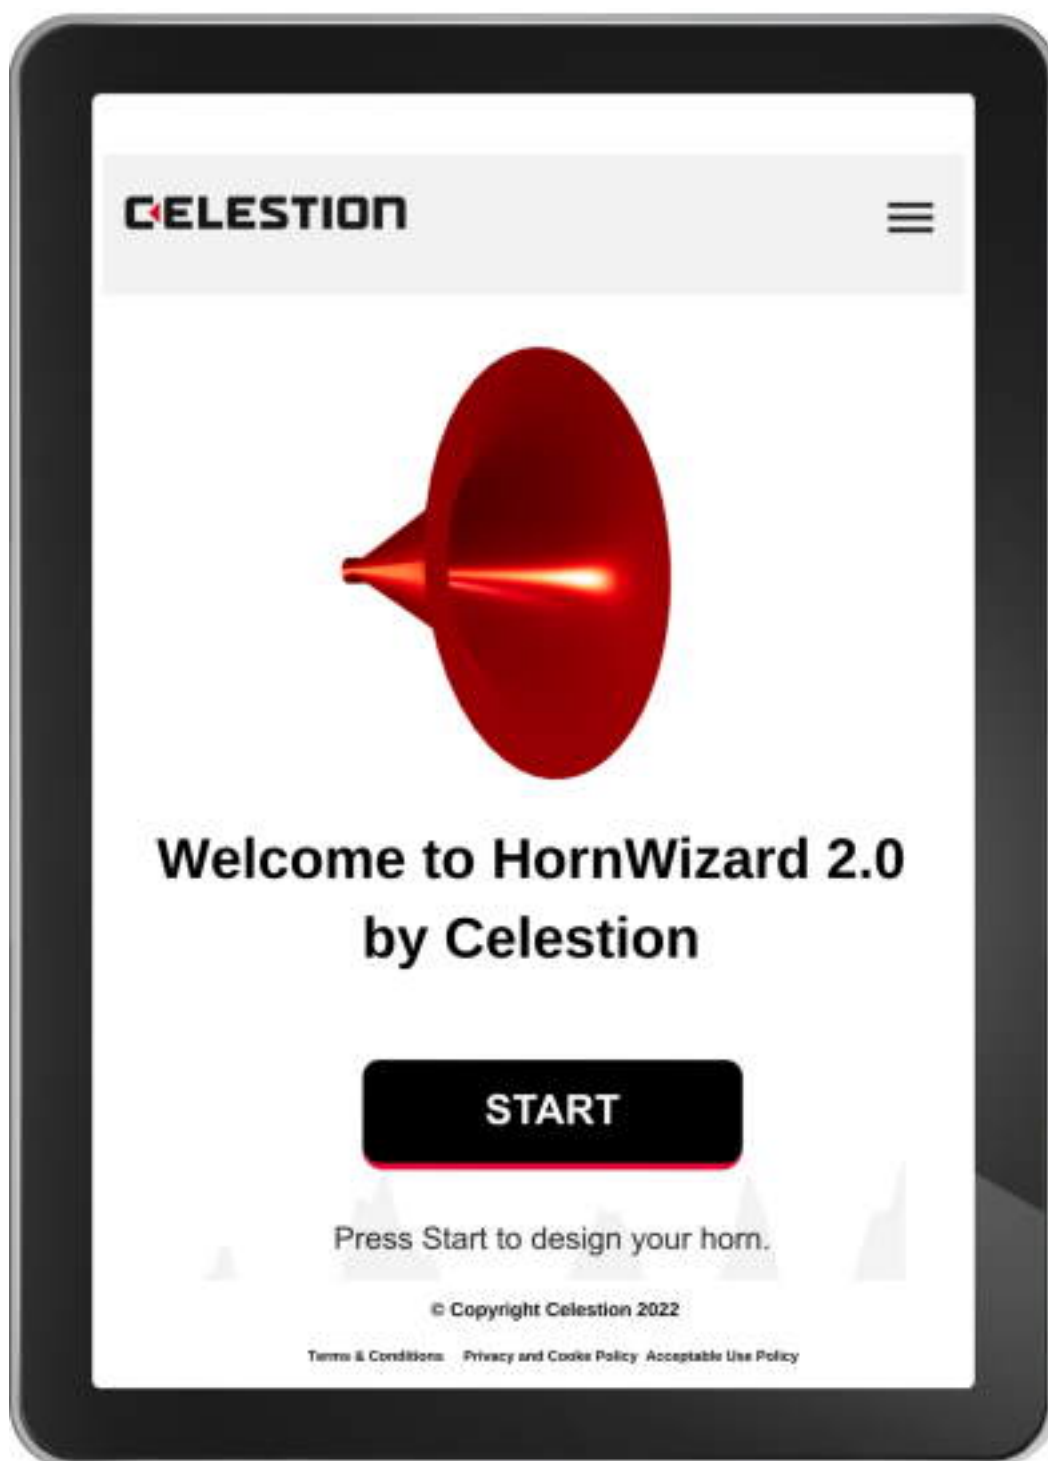 CELESTION
Welcome to HornWizard 2.0
by Celestion
START
Press Start to design your horn.
© Copyright Celestion 2022
Terms & Conditions Privacy and Cooke Policy Acceptable Use Policy